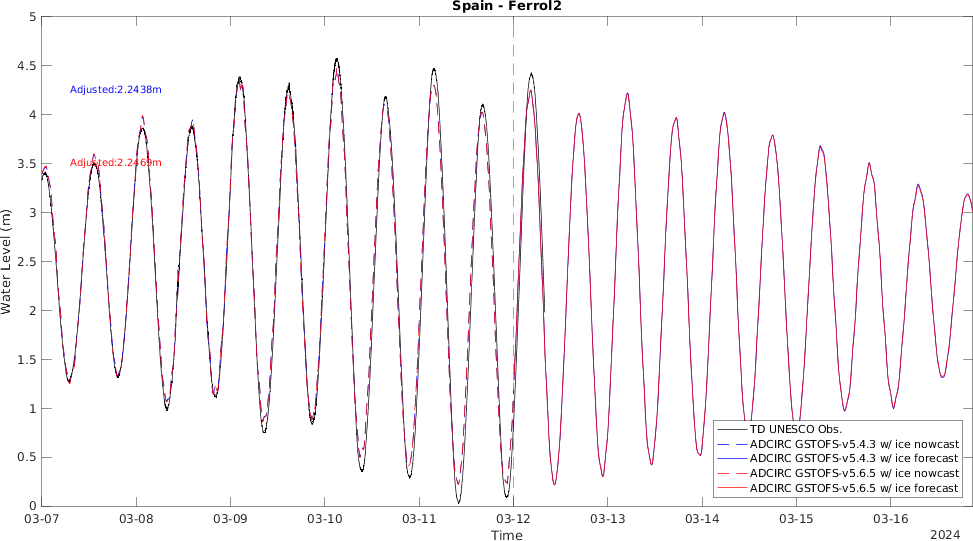 Spain - Ferrol2
Water Level (m)
5
4.5
4
3.5
3
2.5
2
1.5
1
0.5
0
Adjusted:2.2438m
Adjusted:2.2469m
TD UNESCO Obs.
ADCIRC GSTOFS-v5.4.3 w/ ice nowcast
ADCIRC GSTOFS-v5.4.3 w/ ice forecast
ADCIRC GSTOFS-v5.6.5 w/ ice nowcast
ADCIRC GSTOFS-v5.6.5 w/ ice forecast
03-07 03-08 03-09 03-10 03-11 03-12 03-13 03-14 03-15 03-16
Time
2024